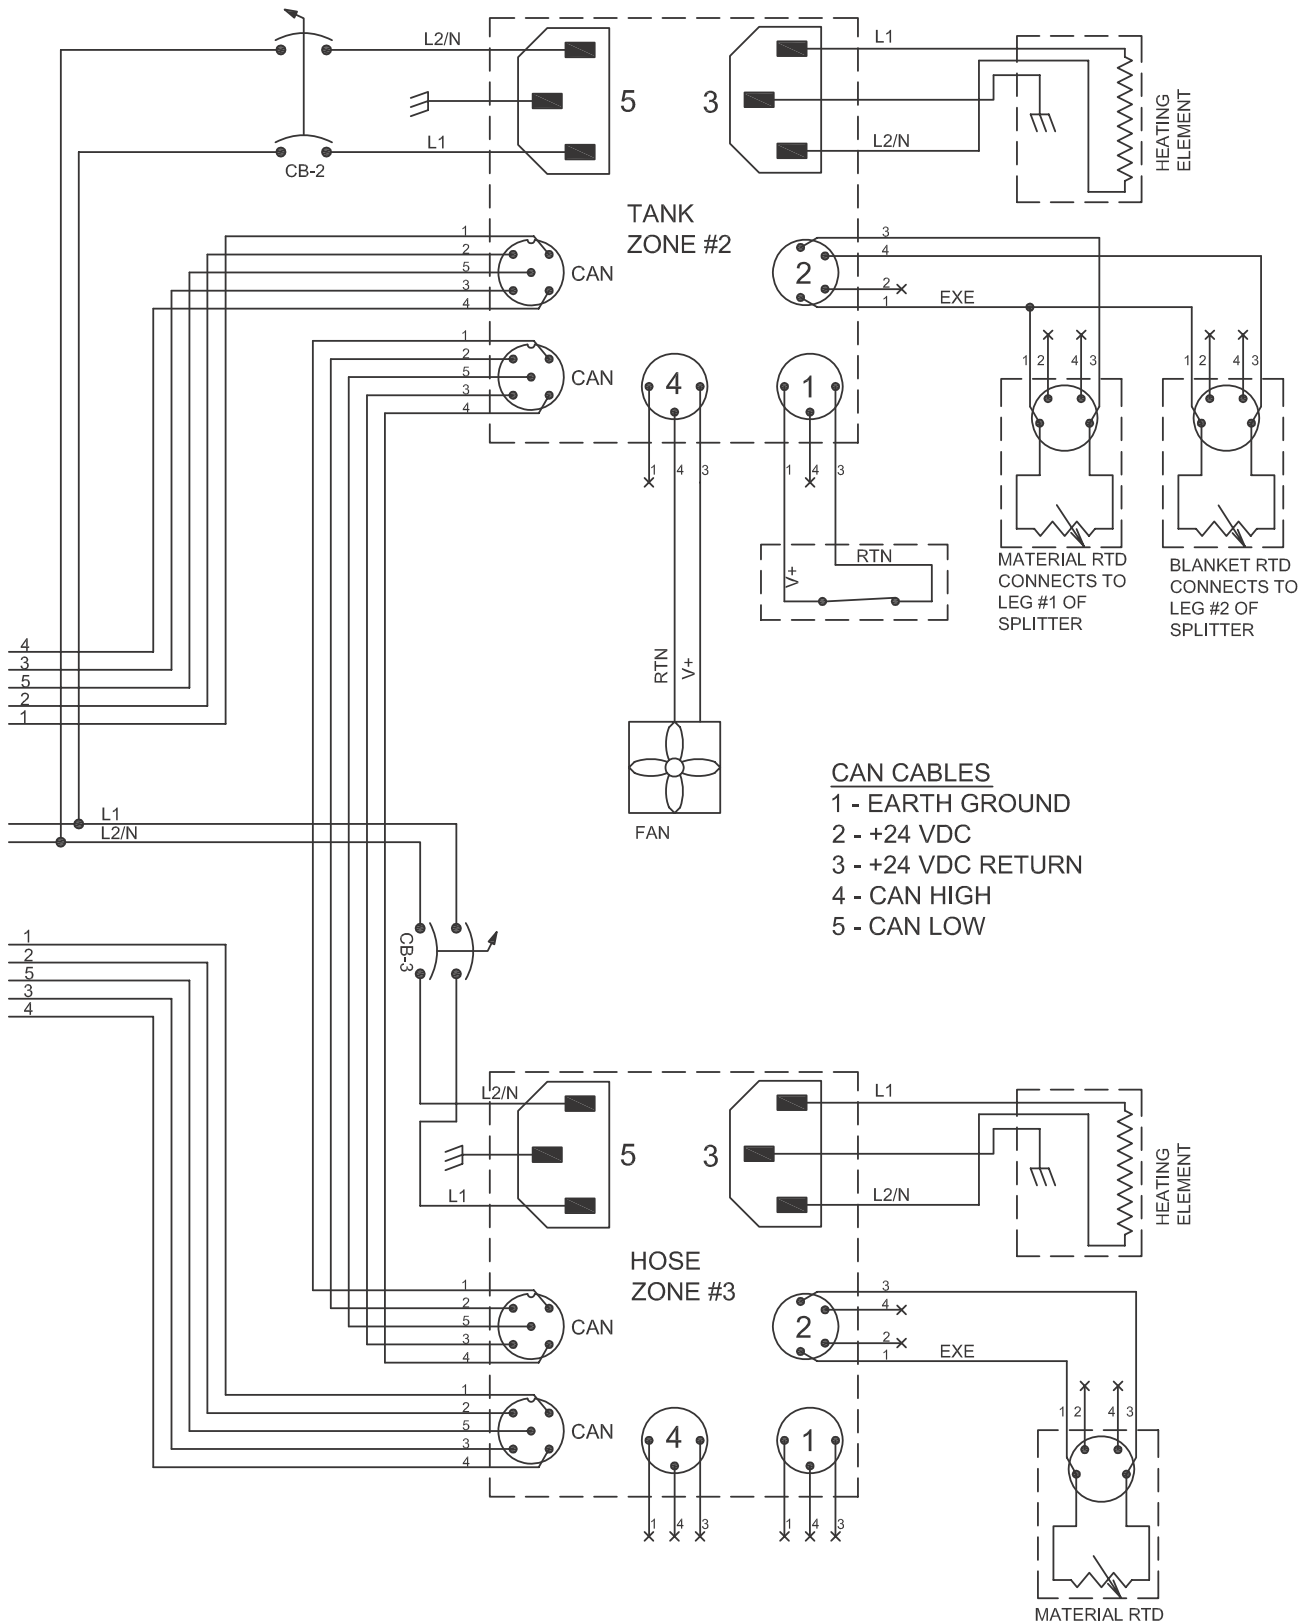 L2/N
5
L1
CB-2
3
L1
L2/N
HEATING
ELEMENT
TANK
ZONE #2
1
2
5
3
4
CAN
1
2
5
3
4
CAN
2
3
4
2
1
EXE
4
1
4
3
1
1
4
3
1
2
4
3
1
2
4
3
MATERIAL RTD
CONNECTS TO
LEG #1 OF
SPLITTER
BLANKET RTD
CONNECTS TO
LEG #2 OF
SPLITTER
V+
RTN
RTN
V+
FAN
4
3
5
2
1
L1
L2/N
CAN CABLES
1 - EARTH GROUND
2 - +24 VDC
3 - +24 VDC RETURN
4 - CAN HIGH
5 - CAN LOW
CB-3
1
2
5
3
4
L2/N
5
L1
3
L1
L2/N
HEATING
ELEMENT
HOSE
ZONE #3
1
2
5
3
4
CAN
1
2
5
3
4
CAN
2
3
4
2
1
EXE
4
1
4
3
1
1
4
3
1
2
4
3
MATERIAL RTD